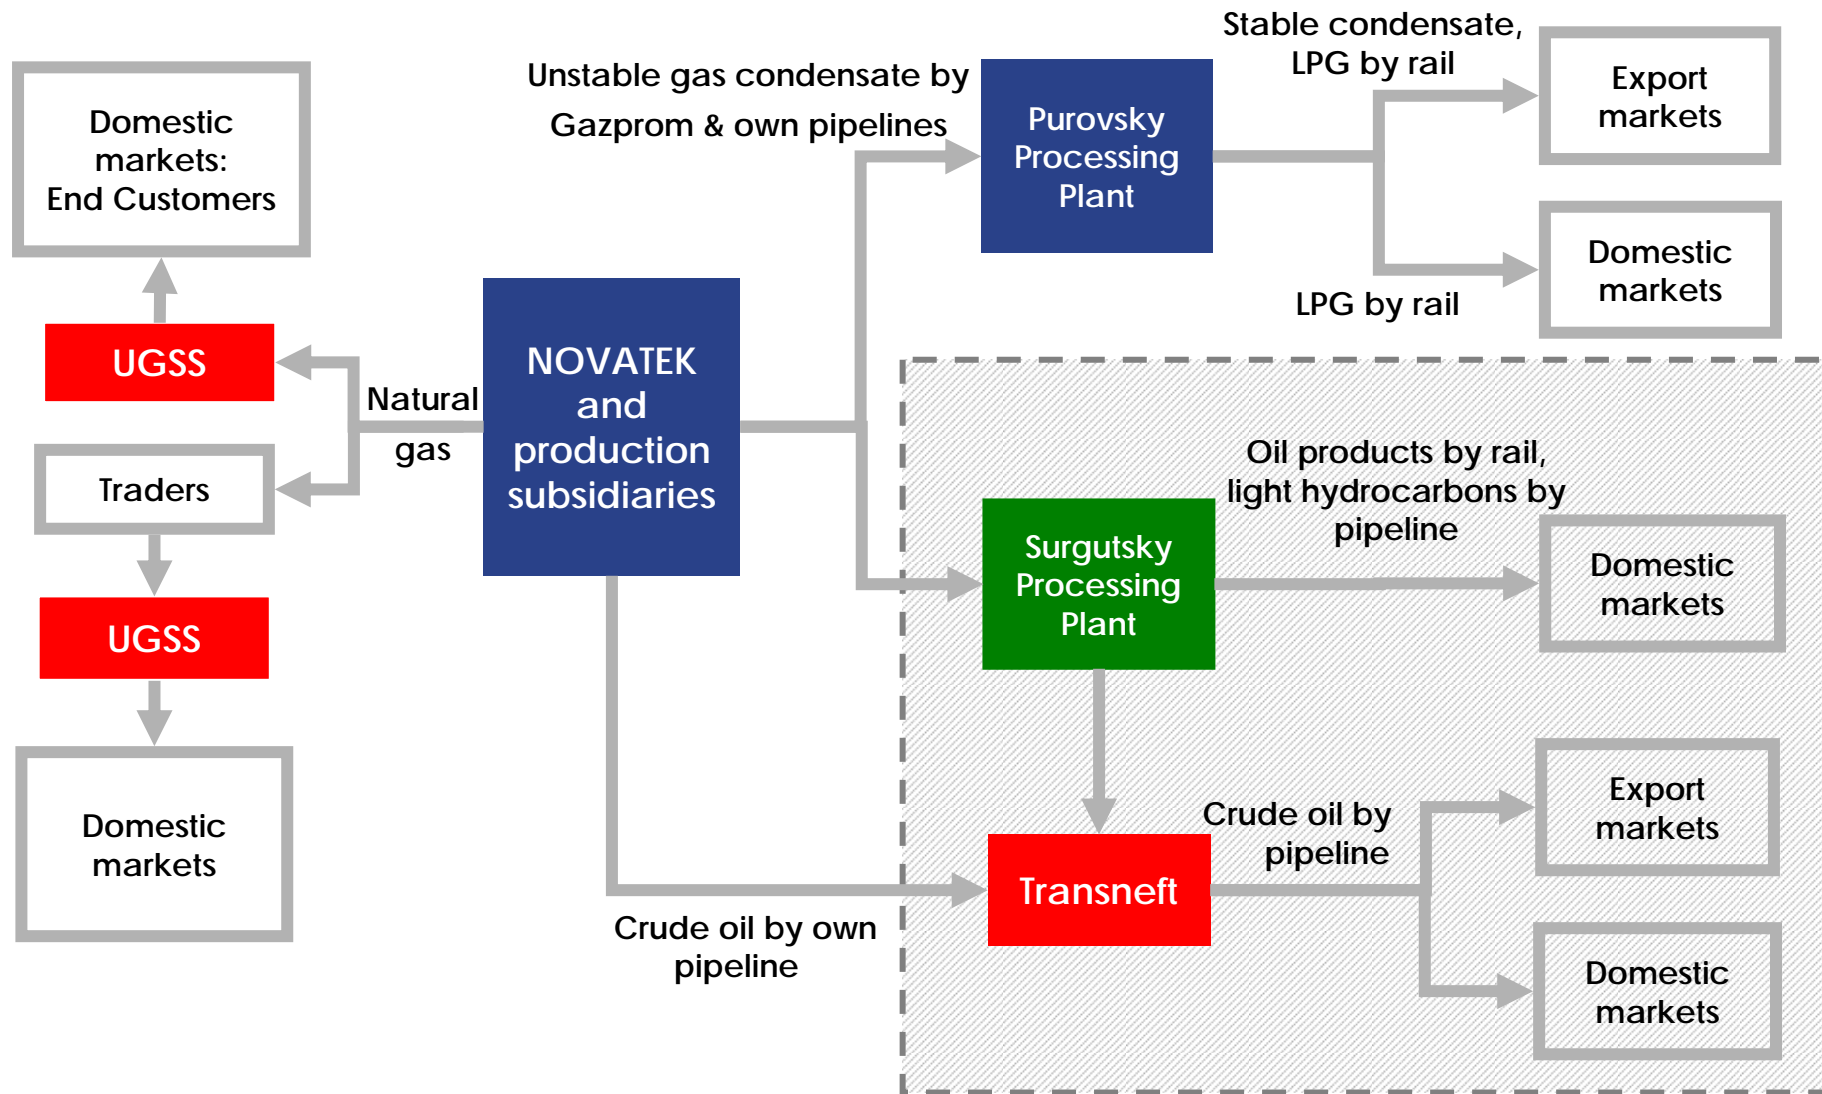 Domestic
markets:
End Customers
UGSS
Traders
UGSS
Domestic
markets
Natural
gas
NOVATEK
and
production
subsidiaries
Unstable gas condensate by
Gazprom & own pipelines
Purovsky
Processing
Plant
Stable condensate,
LPG by rail
Export
markets
LPG by rail
Domestic
markets
Surgutsky
Processing
Plant
Oil products by rail,
light hydrocarbons by
pipeline
Domestic
markets
Crude oil by own
pipeline
Transneft
Crude oil by
pipeline
Export
markets
Domestic
markets